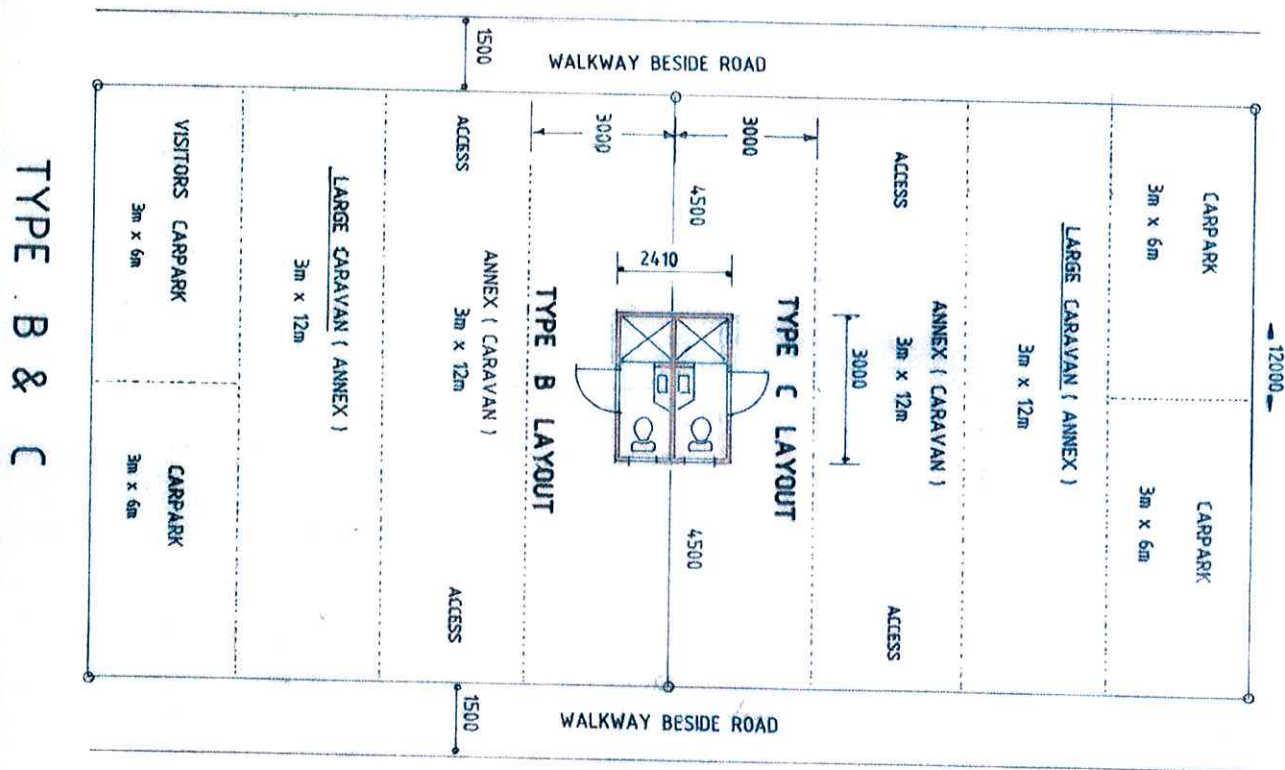 WALKWAY BESIDE ROAD
1500
VISITORS CARPARK
3m x 6m
CARPARK
3m x 6m
LARGE CARAVAN ( ANNEX )
3m x 12m
ACCESS
ANNEX ( CARAVAN )
3m x 12m
ACCESS
3000
TYPE B LAYOUT
4500
2410
4500
3000
TYPE C LAYOUT
3000
ACCESS
ANNEX ( CARAVAN )
3m x 12m
ACCESS
LARGE CARAVAN ( ANNEX )
3m x 12m
CARPARK
3m x 6m
CARPARK
3m x 6m
12000
1500
WALKWAY BESIDE ROAD
TYPE B & C